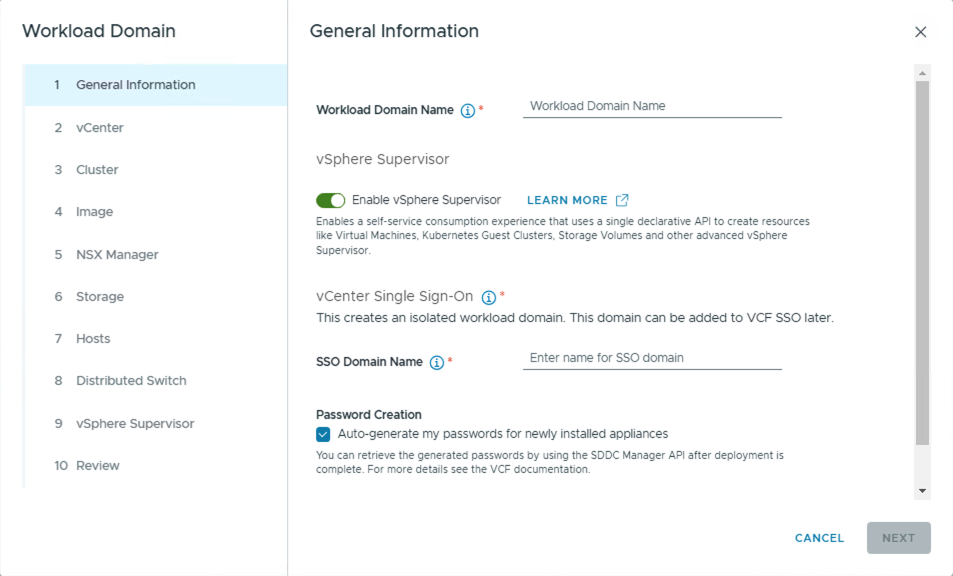 Workload Domain
1 General Information
2 vCenter
3 Cluster
4 Image
5 NSX Manager
6 Storage
7 Hosts
8 Distributed Switch
9 vSphere Supervisor
10 Review
General Information
Workload Domain Name * Workload Domain Name
vSphere Supervisor
Enable vSphere Supervisor LEARN MORE
Enables a self-service consumption experience that uses a single declarative API to create resources
like Virtual Machines, Kubernetes Guest Clusters, Storage Volumes and other advanced vSphere
Supervisor.
vCenter Single Sign-On *
This creates an isolated workload domain. This domain can be added to VCF SSO later.
SSO Domain Name * Enter name for SSO domain
Password Creation
Auto-generate my passwords for newly installed appliances
You can retrieve the generated passwords by using the SDDC Manager API after deployment is
complete. For more details see the VCF documentation.
CANCEL NEXT